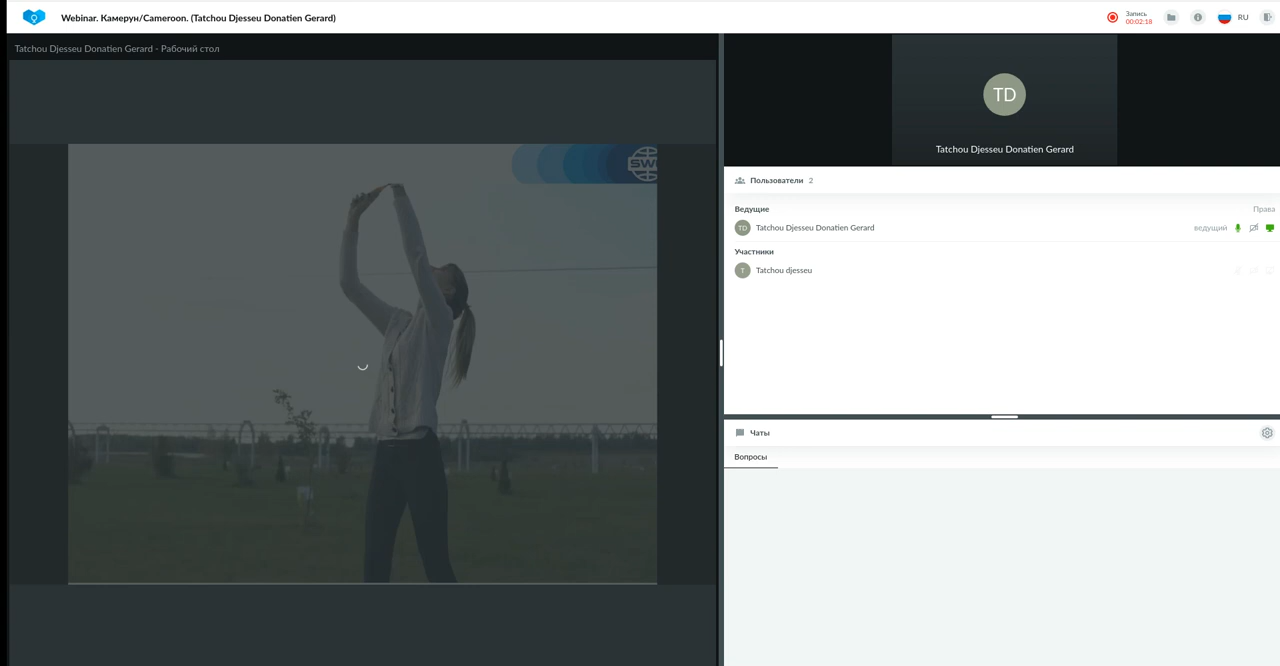 Webinar. Камерун/Cameroon. (Tatchou Djesseu Donatien Gerard)
Запись
00:02:18
RU
Tatchou Djesseu Donatien Gerard - Рабочий стол
SWI
TD
Tatchou Djesseu Donatien Gerard
Пользователи 2
Ведущие Права
TD Tatchou Djesseu Donatien Gerard ведущий
Участники
T Tatchou djesseu
Чаты
Вопросы